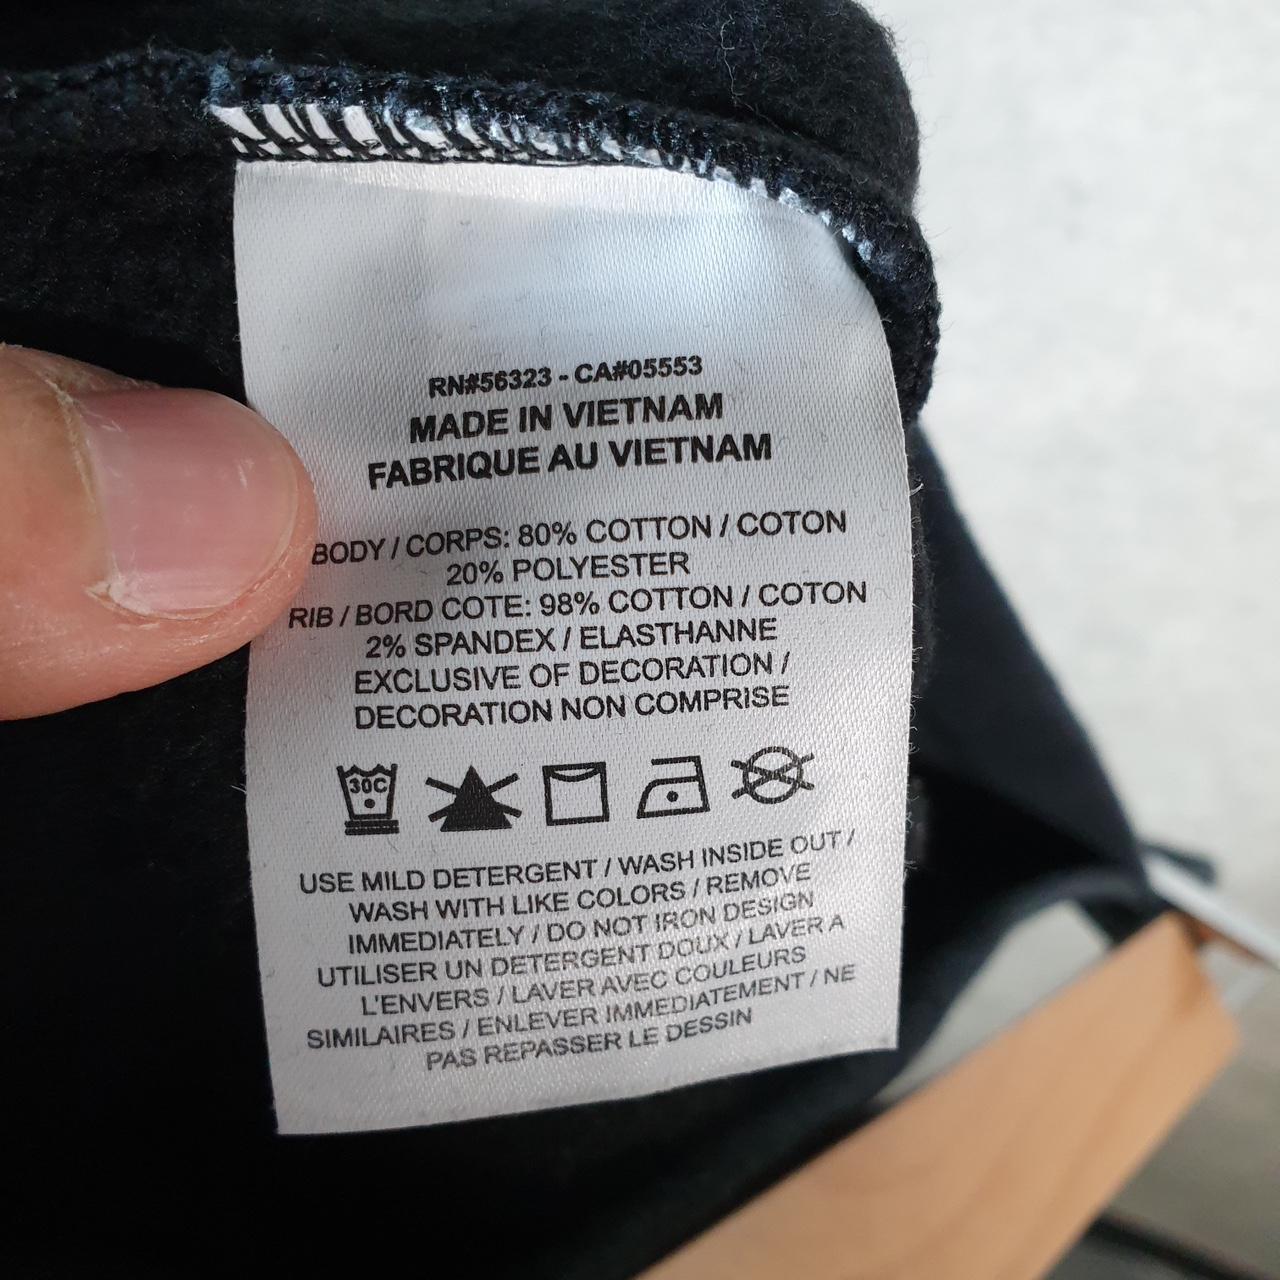 RN#56323 - CA#05553
MADE IN VIETNAM
FABRIQUE AU VIETNAM
BODY / CORPS: 80% COTTON / COTON
20% POLYESTER
RIB / BORD COTE: 98% COTTON / COTON
2% SPANDEX / ELASTHANNE
EXCLUSIVE OF DECORATION /
DECORATION NON COMPRISE
30C
USE MILD DETERGENT / WASH INSIDE OUT /
WASH WITH LIKE COLORS / REMOVE
IMMEDIATELY / DO NOT IRON DESIGN
UTILISER UN DETERGENT DOUX / LAVER A
L'ENVERS / LAVER AVEC COULEURS
SIMILAIRES / ENLEVER IMMEDIATEMENT / NE
PAS REPASSER LE DESSIN